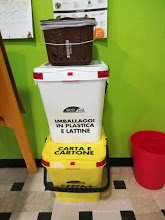 IMBALLAGGI
IN PLASTICA
E LATTINE
CARTA E
CARTONE